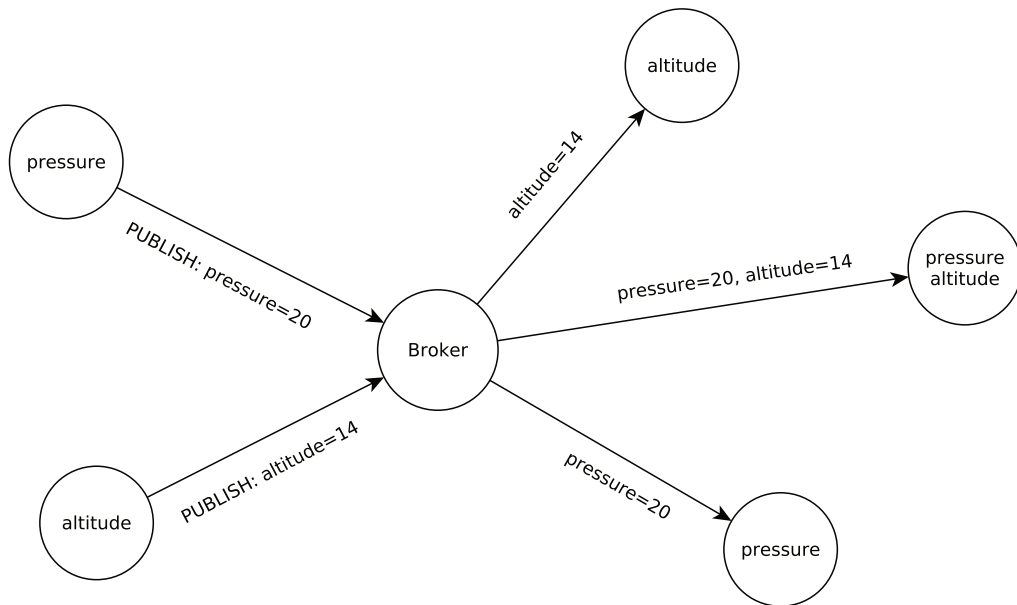 altitude
pressure
altitude=14
PUBLISH: pressure=20
pressure=20, altitude=14
pressure
altitude
Broker
PUBLISH: altitude=14
pressure=20
altitude
pressure